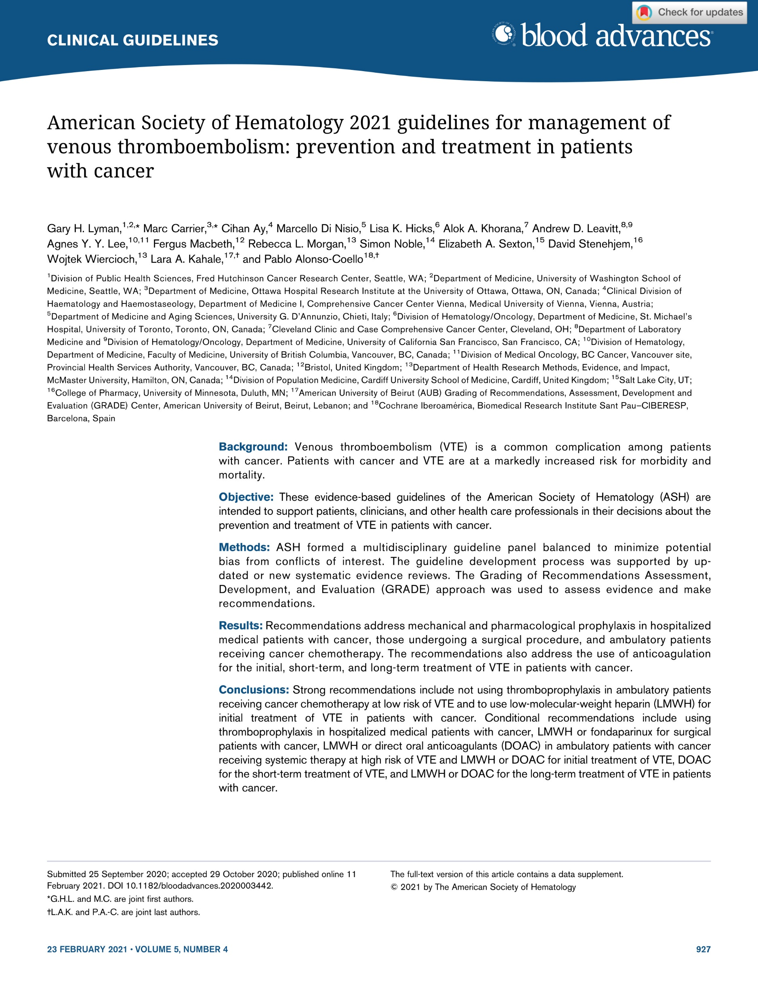 Check for updates
CLINICAL GUIDELINES
blood advances®
American Society of Hematology 2021 guidelines for management of
venous thromboembolism: prevention and treatment in patients
with cancer
Gary H. Lyman,1,2,* Marc Carrier,3,* Cihan Ay,4 Marcello Di Nisio,5 Lisa K. Hicks,6 Alok A. Khorana,7 Andrew D. Leavitt,8,9
Agnes Y. Y. Lee,10,11 Fergus Macbeth,12 Rebecca L. Morgan,13 Simon Noble,14 Elizabeth A. Sexton,15 David Stenehjem,16
Wojtek Wiercioch,13 Lara A. Kahale,17,† and Pablo Alonso-Coello18,†
1Division of Public Health Sciences, Fred Hutchinson Cancer Research Center, Seattle, WA; 2Department of Medicine, University of Washington School of
Medicine, Seattle, WA; 3Department of Medicine, Ottawa Hospital Research Institute at the University of Ottawa, Ottawa, ON, Canada; 4Clinical Division of
Haematology and Haemostaseology, Department of Medicine I, Comprehensive Cancer Center Vienna, Medical University of Vienna, Vienna, Austria;
5Department of Medicine and Aging Sciences, University G. D'Annunzio, Chieti, Italy; 6Division of Hematology/Oncology, Department of Medicine, St. Michael's
Hospital, University of Toronto, Toronto, ON, Canada; 7Cleveland Clinic and Case Comprehensive Cancer Center, Cleveland, OH; 8Department of Laboratory
Medicine and 9Division of Hematology/Oncology, Department of Medicine, University of California San Francisco, San Francisco, CA; 10Division of Hematology,
Department of Medicine, Faculty of Medicine, University of British Columbia, Vancouver, BC, Canada; 11Division of Medical Oncology, BC Cancer, Vancouver site,
Provincial Health Services Authority, Vancouver, BC, Canada; 12Bristol, United Kingdom; 13Department of Health Research Methods, Evidence, and Impact,
McMaster University, Hamilton, ON, Canada; 14Division of Population Medicine, Cardiff University School of Medicine, Cardiff, United Kingdom; 15Salt Lake City, UT;
16College of Pharmacy, University of Minnesota, Duluth, MN; 17American University of Beirut (AUB) Grading of Recommendations, Assessment, Development and
Evaluation (GRADE) Center, American University of Beirut, Beirut, Lebanon; and 18Cochrane Iberoamérica, Biomedical Research Institute Sant Pau–CIBERESP,
Barcelona, Spain
Background: Venous thromboembolism (VTE) is a common complication among patients
with cancer. Patients with cancer and VTE are at a markedly increased risk for morbidity and
mortality.
Objective: These evidence-based guidelines of the American Society of Hematology (ASH) are
intended to support patients, clinicians, and other health care professionals in their decisions about the
prevention and treatment of VTE in patients with cancer.
Methods: ASH formed a multidisciplinary guideline panel balanced to minimize potential
bias from conflicts of interest. The guideline development process was supported by up-
dated or new systematic evidence reviews. The Grading of Recommendations Assessment,
Development, and Evaluation (GRADE) approach was used to assess evidence and make
recommendations.
Results: Recommendations address mechanical and pharmacological prophylaxis in hospitalized
medical patients with cancer, those undergoing a surgical procedure, and ambulatory patients
receiving cancer chemotherapy. The recommendations also address the use of anticoagulation
for the initial, short-term, and long-term treatment of VTE in patients with cancer.
Conclusions: Strong recommendations include not using thromboprophylaxis in ambulatory patients
receiving cancer chemotherapy at low risk of VTE and to use low-molecular-weight heparin (LMWH) for
initial treatment of VTE in patients with cancer. Conditional recommendations include using
thromboprophylaxis in hospitalized medical patients with cancer, LMWH or fondaparinux for surgical
patients with cancer, LMWH or direct oral anticoagulants (DOAC) in ambulatory patients with cancer
receiving systemic therapy at high risk of VTE and LMWH or DOAC for initial treatment of VTE, DOAC
for the short-term treatment of VTE, and LMWH or DOAC for the long-term treatment of VTE in patients
with cancer.
Submitted 25 September 2020; accepted 29 October 2020; published online 11
February 2021. DOI 10.1182/bloodadvances.2020003442.
*G.H.L. and M.C. are joint first authors.
†L.A.K. and P.A.-C. are joint last authors.
The full-text version of this article contains a data supplement.
© 2021 by The American Society of Hematology
23 FEBRUARY 2021 • VOLUME 5, NUMBER 4
927